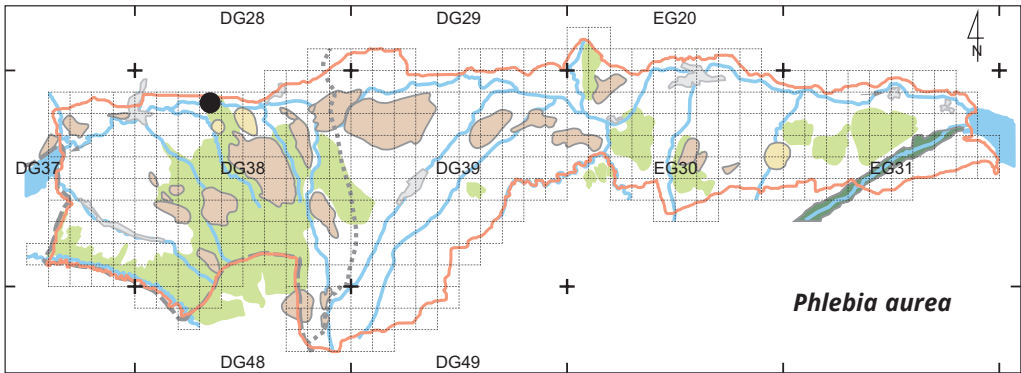 DG28 DG29 EG20
N
DG37 DG38 DG39 EG30 EG31
Phlebia aurea
DG48 DG49